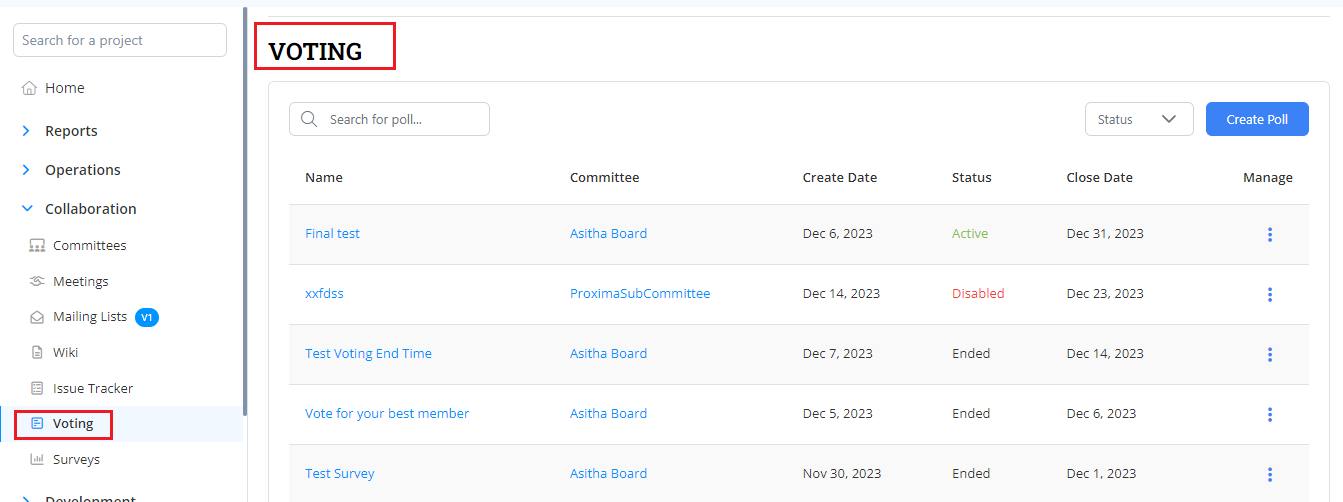 Search for a project
Home
Reports
Operations
Collaboration
Committees
Meetings
Mailing Lists V1
Wiki
Issue Tracker
Voting
Surveys
Development
VOTING
Search for poll...
Status
Create Poll
Name Committee Create Date Status Close Date Manage
Final test Asitha Board Dec 6, 2023 Active Dec 31, 2023
xxfdss ProximaSubCommittee Dec 14, 2023 Disabled Dec 23, 2023
Test Voting End Time Asitha Board Dec 7, 2023 Ended Dec 14, 2023
Vote for your best member Asitha Board Dec 5, 2023 Ended Dec 6, 2023
Test Survey Asitha Board Nov 30, 2023 Ended Dec 1, 2023